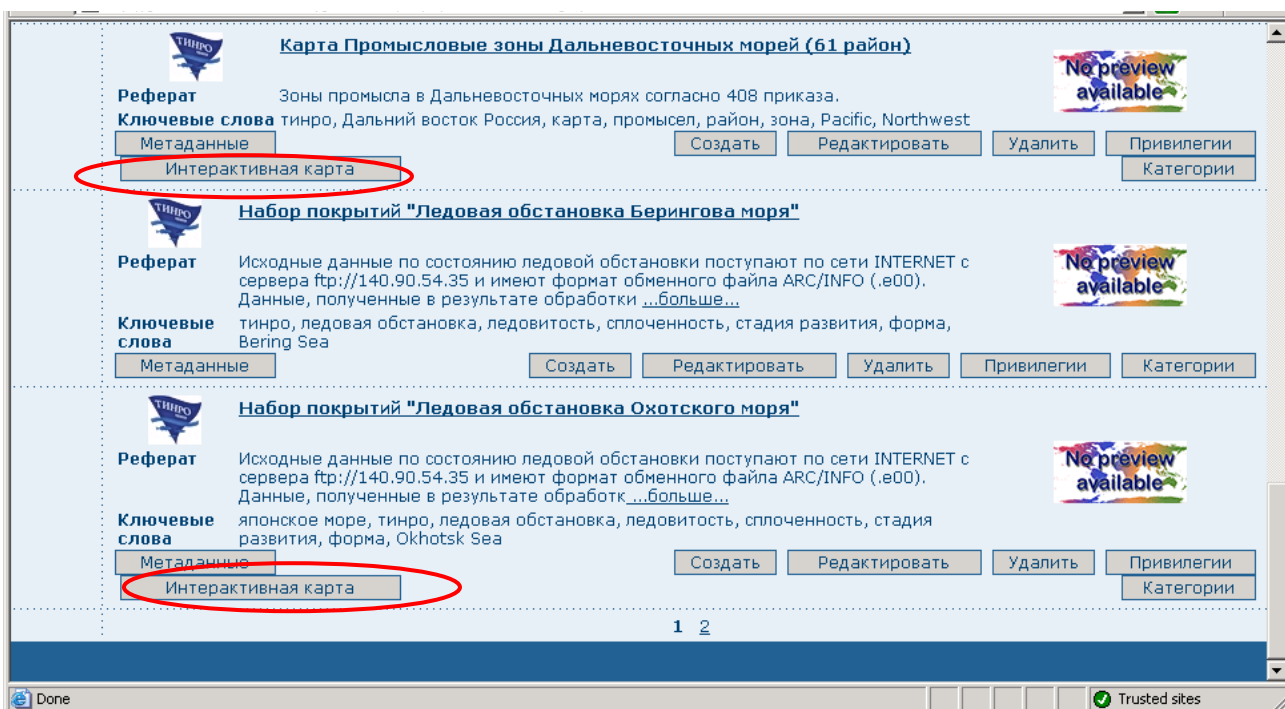 ТИНРО
Карта Промысловые зоны Дальневосточных морей (61 район)
No preview
available
Реферат Зоны промысла в Дальневосточных морях согласно 408 приказа.
Ключевые слова тинро, Дальний восток Россия, карта, промысел, район, зона, Pacific, Northwest
Метаданные Создать Редактировать Удалить Привилегии
Интерактивная карта Категории
ТИНРО
Набор покрытий "Ледовая обстановка Берингова моря"
No preview
available
Реферат Исходные данные по состоянию ледовой обстановки поступают по сети INTERNET с
сервера ftp://140.90.54.35 и имеют формат обменного файла ARC/INFO (.e00).
Данные, полученные в результате обработки ...больше...
Ключевые тинро, ледовая обстановка, ледовитость, сплоченность, стадия развития, форма,
слова Bering Sea
Метаданные Создать Редактировать Удалить Привилегии Категории
ТИНРО
Набор покрытий "Ледовая обстановка Охотского моря"
No preview
available
Реферат Исходные данные по состоянию ледовой обстановки поступают по сети INTERNET с
сервера ftp://140.90.54.35 и имеют формат обменного файла ARC/INFO (.e00).
Данные, полученные в результате обработк ...больше...
Ключевые японское море, тинро, ледовая обстановка, ледовитость, сплоченность, стадия
слова развития, форма, Okhotsk Sea
Метаданные Создать Редактировать Удалить Привилегии
Интерактивная карта Категории
1 2
Done Trusted sites